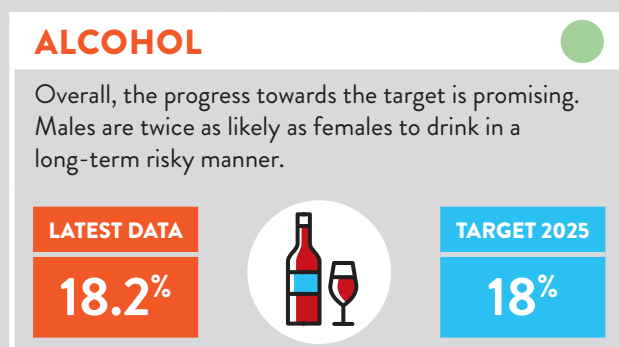 ALCOHOL
Overall, the progress towards the target is promising.
Males are twice as likely as females to drink in a
long-term risky manner.
LATEST DATA
18.2%
TARGET 2025
18%